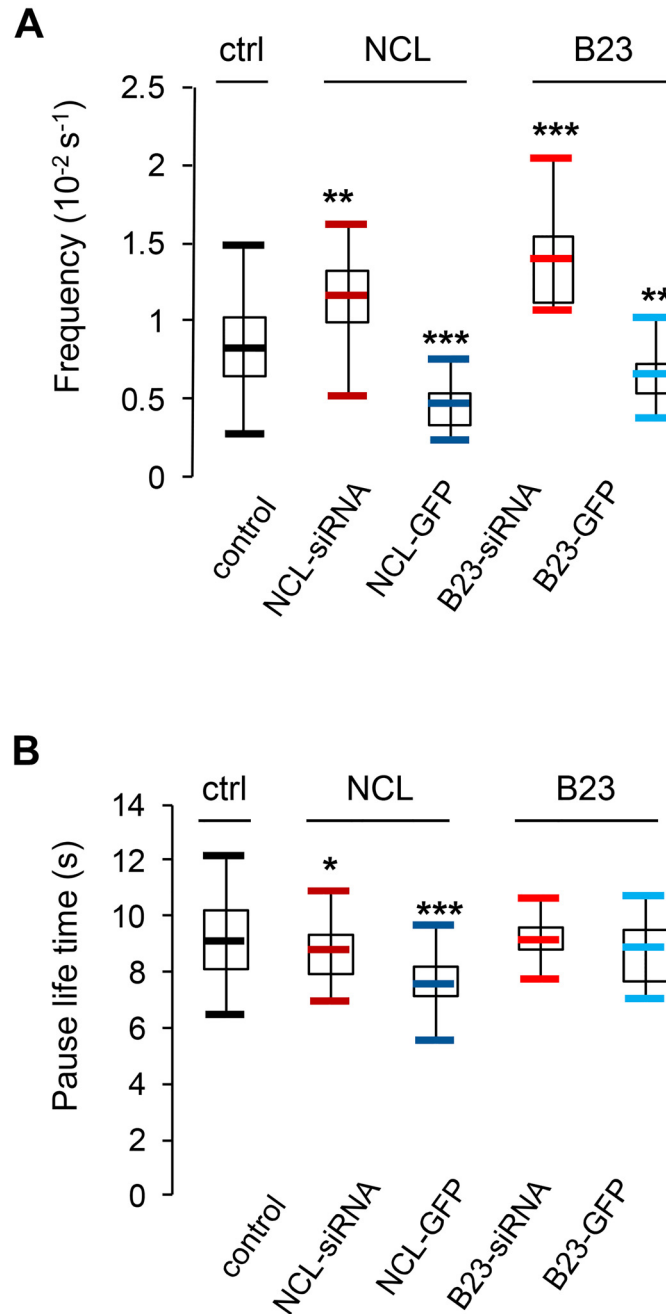 A
ctrl NCL B23
Frequency (10⁻² s⁻¹)
2.5
2
1.5
1
0.5
0
**
***
***
**
control
NCL-siRNA
NCL-GFP
B23-siRNA
B23-GFP
B
ctrl NCL B23
Pause life time (s)
14
12
10
8
6
4
2
0
*
***
control
NCL-siRNA
NCL-GFP
B23-siRNA
B23-GFP